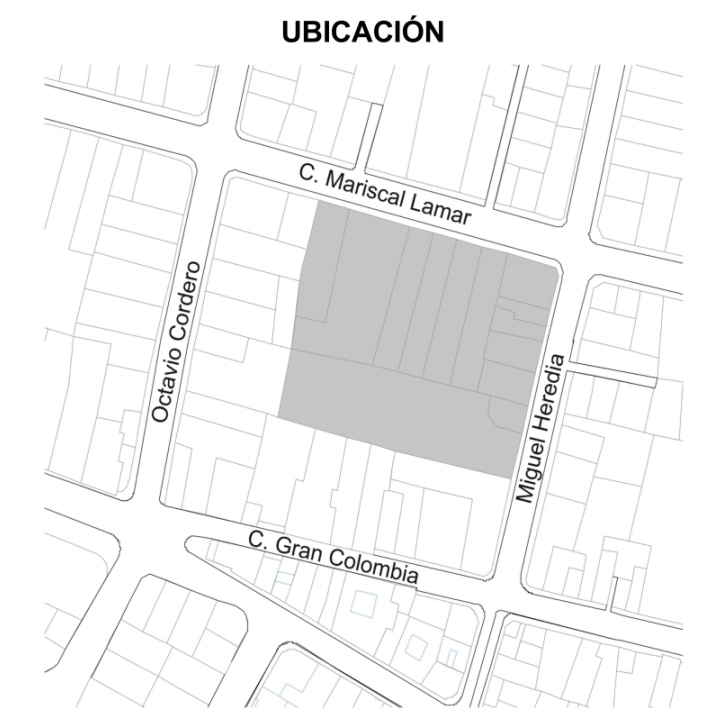 UBICACIÓN
C. Mariscal Lamar
Octavio Cordero
Miguel Heredia
C. Gran Colombia